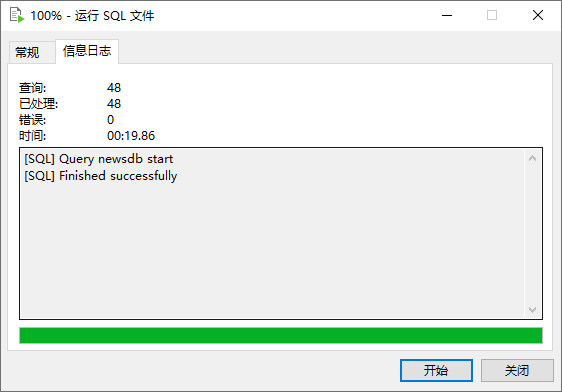 100% - 运行 SQL 文件
常规
信息日志
查询: 48
已处理: 48
错误: 0
时间: 00:19.86
[SQL] Query newsdb start
[SQL] Finished successfully
开始 关闭